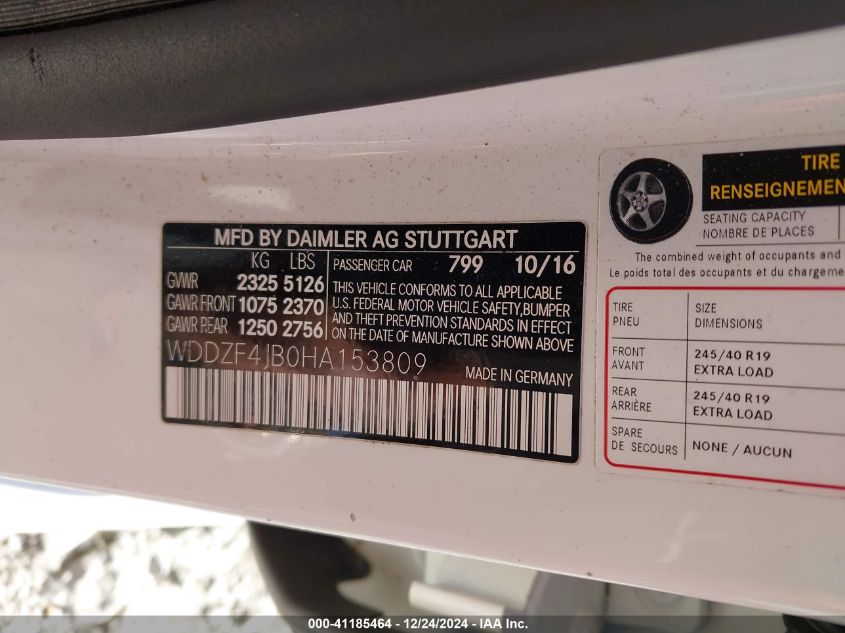 MFD BY DAIMLER AG STUTTGART
KG LBS
GVWR 2325 5126
GAWR FRONT 1075 2370
GAWR REAR 1250 2756
PASSENGER CAR 799 10/16
THIS VEHICLE CONFORMS TO ALL APPLICABLE
U.S. FEDERAL MOTOR VEHICLE SAFETY,BUMPER
AND THEFT PREVENTION STANDARDS IN EFFECT
ON THE DATE OF MANUFACTURE SHOWN ABOVE
WDDZF4JB0HA153809
MADE IN GERMANY
TIRE
RENSEIGNEMEN
SEATING CAPACITY
NOMBRE DE PLACES
The combined weight of occupants and
Le poids total des occupants et du chargeme
TIRE SIZE
PNEU DIMENSIONS
FRONT 245/40 R19
AVANT EXTRA LOAD
REAR 245/40 R19
ARRIÈRE EXTRA LOAD
SPARE
DE SECOURS NONE / AUCUN
000-41185464 - 12/24/2024 - IAA Inc.